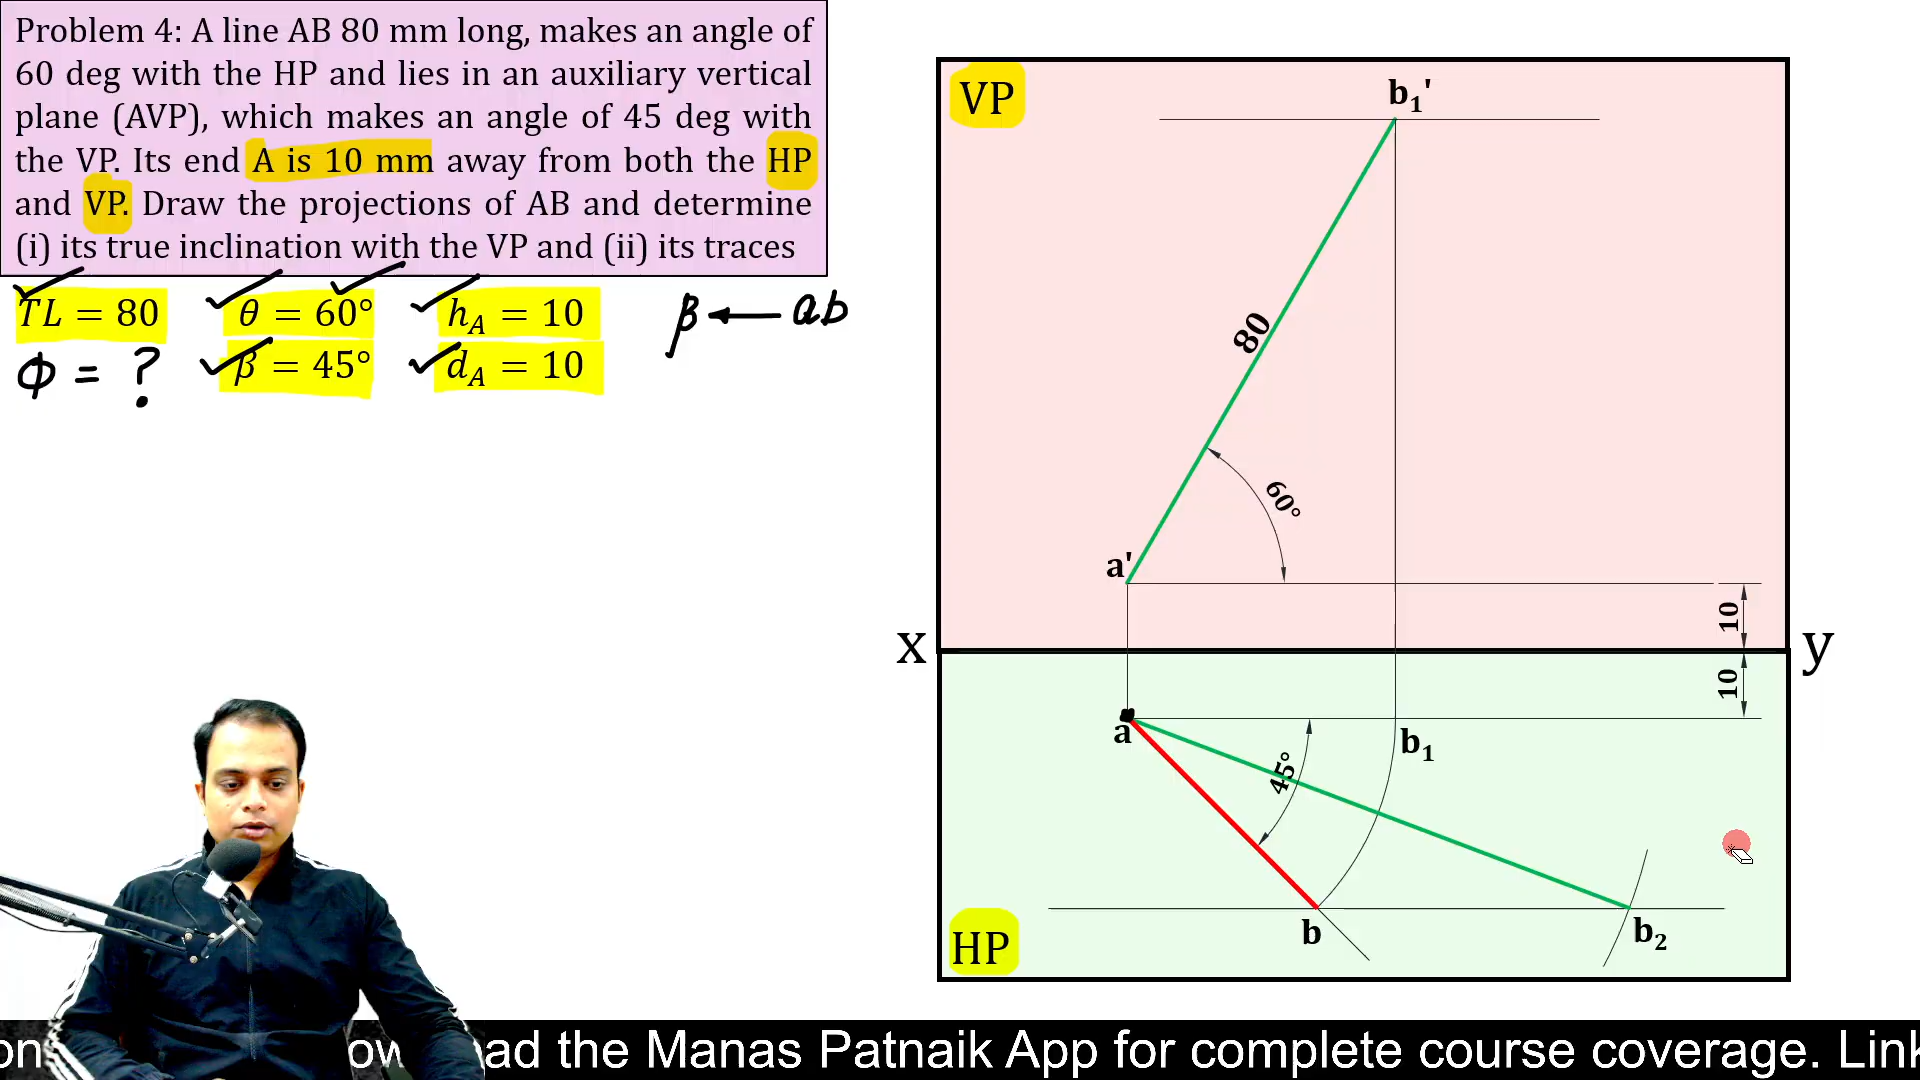 Problem 4: A line AB 80 mm long, makes an angle of
60 deg with the HP and lies in an auxiliary vertical
plane (AVP), which makes an angle of 45 deg with
the VP. Its end A is 10 mm away from both the HP
and VP. Draw the projections of AB and determine
(i) its true inclination with the VP and (ii) its traces
TL = 80 θ = 60° h_A = 10 β ← ab
Φ = ? β = 45° d_A = 10
VP
b₁'
80
60°
a'
10
x y
10
a
b₁
45°
b
b₂
HP
ad the Manas Patnaik App for complete course coverage. Link